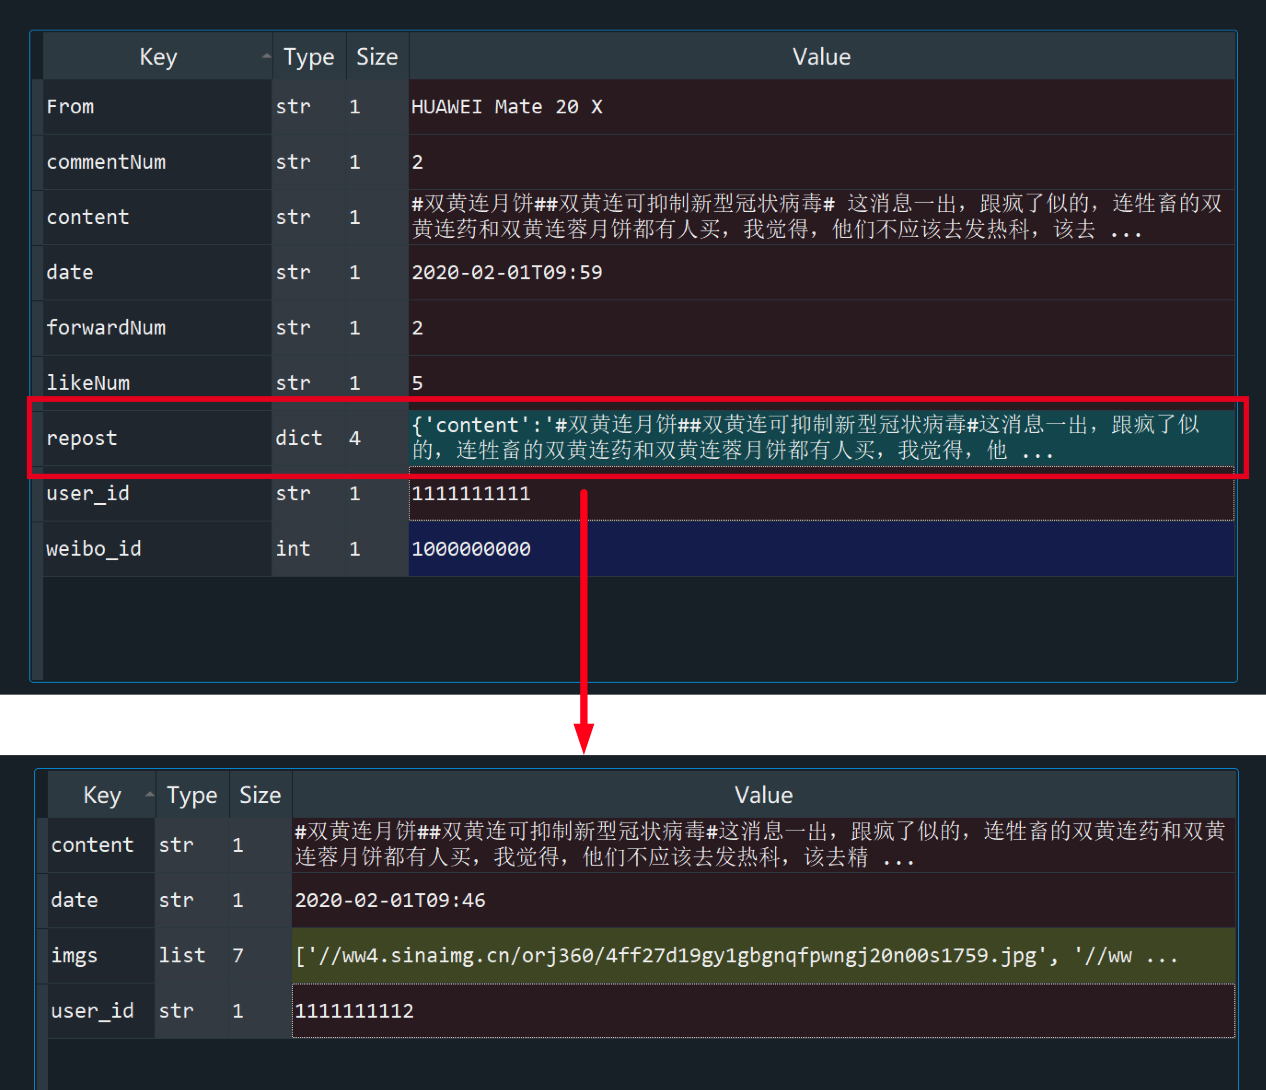 Key Type Size Value
From str 1 HUAWEI Mate 20 X
commentNum str 1 2
content str 1 #双黄连月饼##双黄连可抑制新型冠状病毒# 这消息一出，跟疯了似的，连牲畜的双
黄连药和双黄连蓉月饼都有人买，我觉得，他们不应该去发热科，该去 ...
date str 1 2020-02-01T09:59
forwardNum str 1 2
likeNum str 1 5
repost dict 4 {'content':'#双黄连月饼##双黄连可抑制新型冠状病毒#这消息一出，跟疯了似
的，连牲畜的双黄连药和双黄连蓉月饼都有人买，我觉得，他 ...
user_id str 1 1111111111
weibo_id int 1 1000000000
Key Type Size Value
content str 1 #双黄连月饼##双黄连可抑制新型冠状病毒#这消息一出，跟疯了似的，连牲畜的双黄连药和双黄
连蓉月饼都有人买，我觉得，他们不应该去发热科，该去精 ...
date str 1 2020-02-01T09:46
imgs list 7 ['//ww4.sinaimg.cn/orj360/4ff27d19gy1gbgnqfpwngj20n00s1759.jpg', '//ww ...
user_id str 1 1111111112